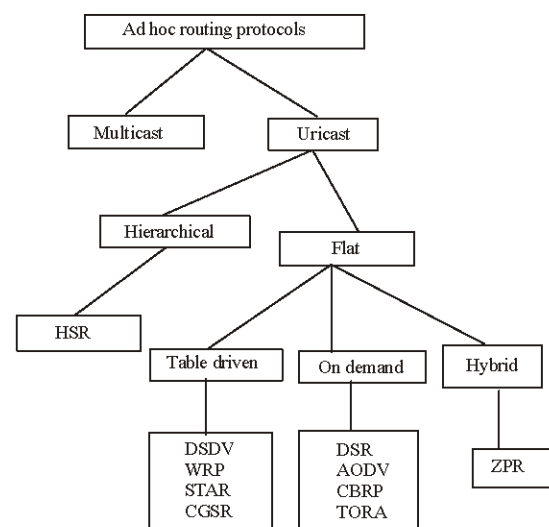 Ad hoc routing protocols
Multicast
Uricast
Hierarchical
Flat
HSR
Table driven
On demand
Hybrid
DSDV
WRP
STAR
CGSR
DSR
AODV
CBRP
TORA
ZPR